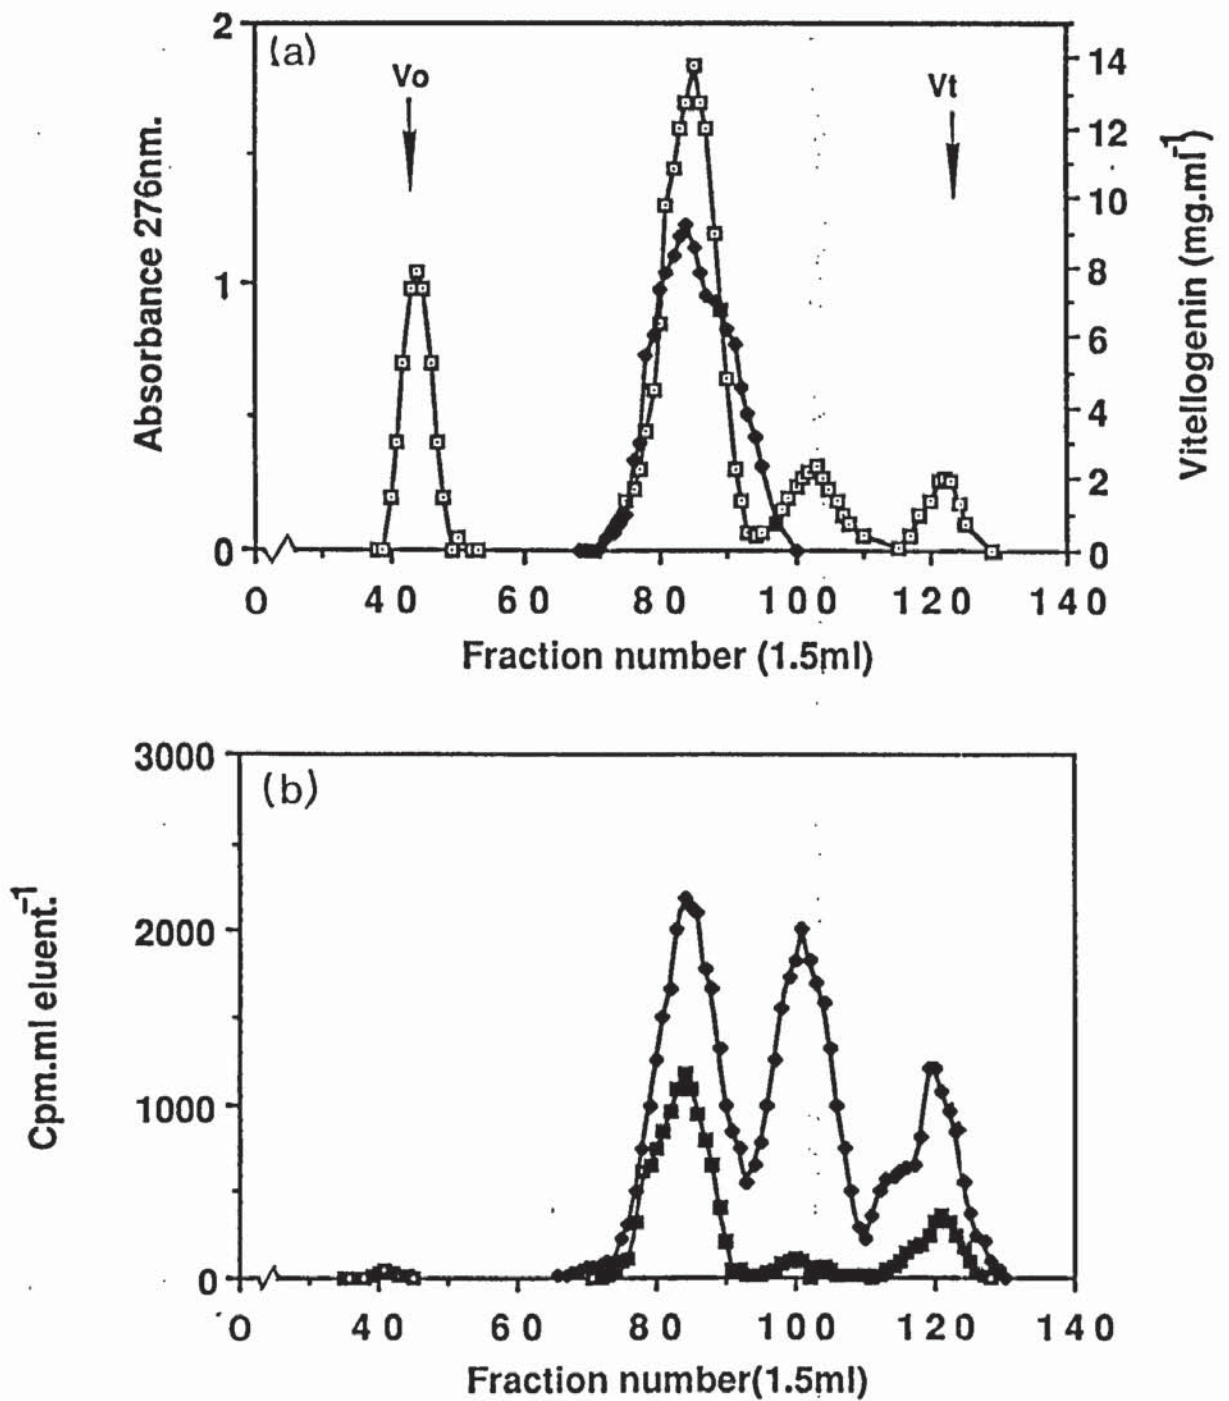 (a)
Vo
Vt
Absorbance 276nm.
2
1
0
14
12
10
8
6
4
2
0
Vitellogenin (mg.ml-1)
0 40 60 80 100 120 140
Fraction number (1.5ml)
(b)
Cpm.ml eluent.-1
3000
2000
1000
0
0 40 60 80 100 120 140
Fraction number(1.5ml)